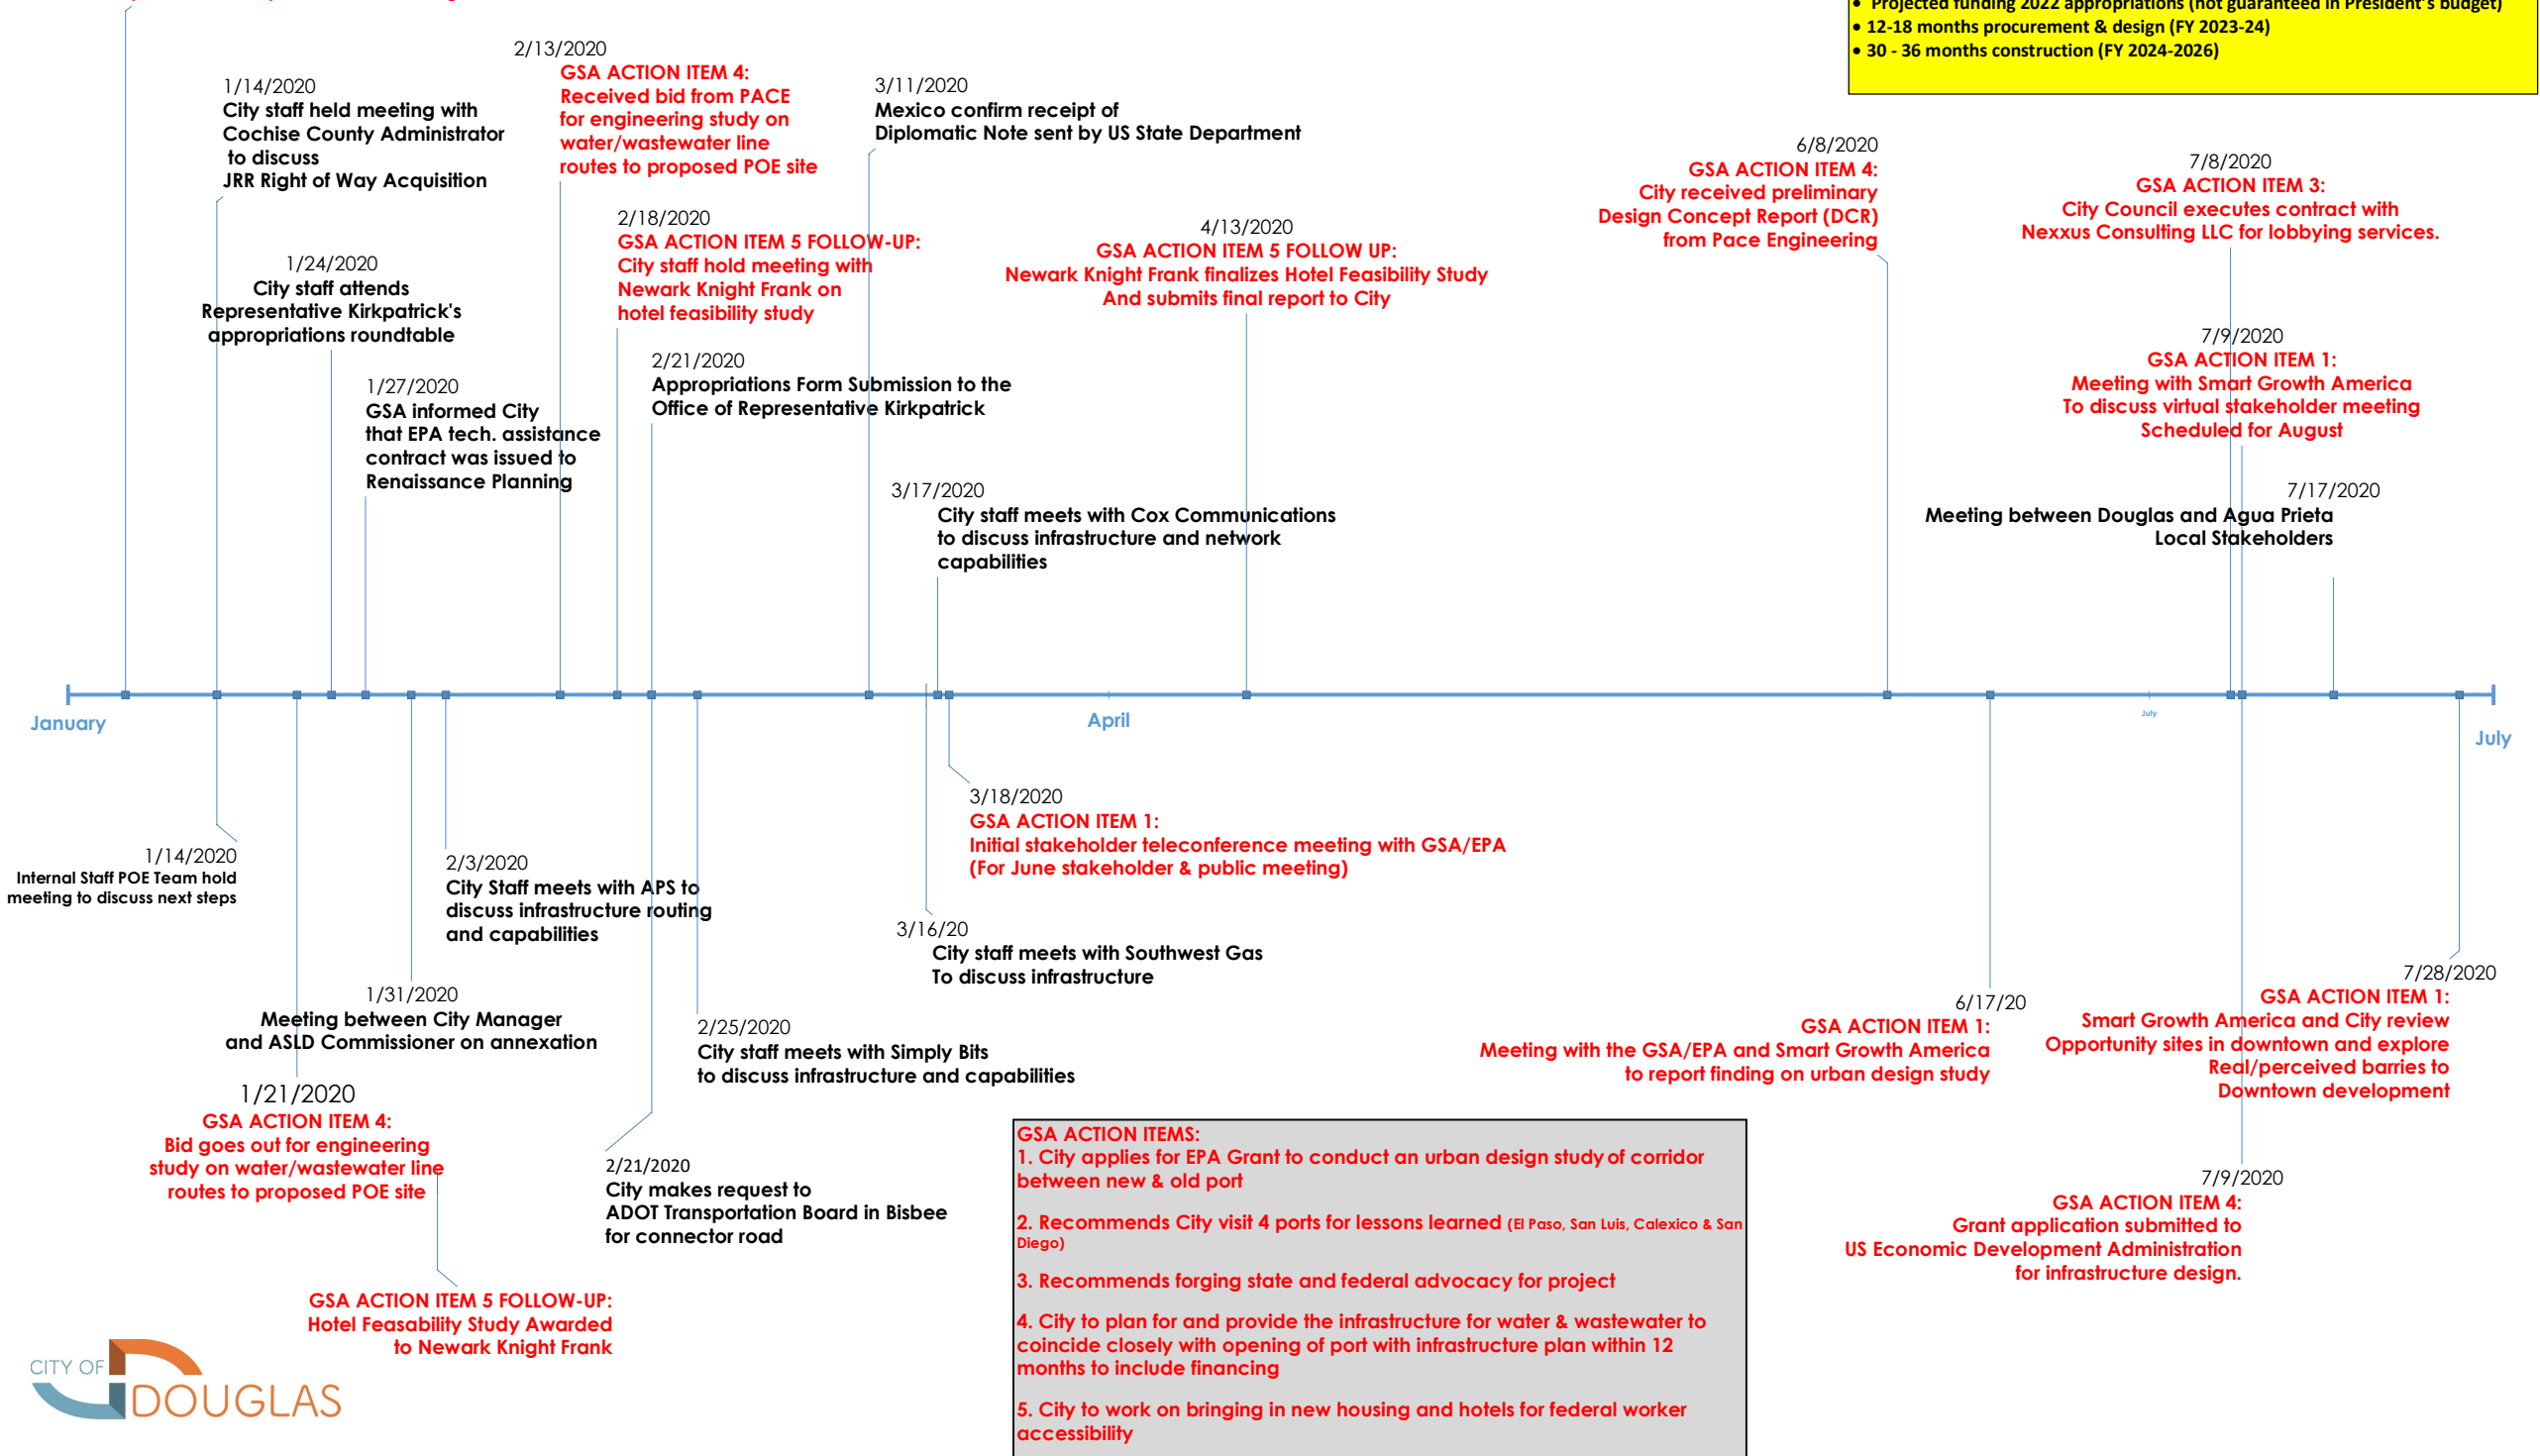 Projected funding 2022 appropriations (not guaranteed in President's budget)
• 12-18 months procurement & design (FY 2023-24)
• 30 - 36 months construction (FY 2024-2026)
1/14/2020
City staff held meeting with
Cochise County Administrator
to discuss
JRR Right of Way Acquisition
1/24/2020
City staff attends
Representative Kirkpatrick's
appropriations roundtable
1/27/2020
GSA informed City
that EPA tech. assistance
contract was issued to
Renaissance Planning
2/13/2020
GSA ACTION ITEM 4:
Received bid from PACE
for engineering study on
water/wastewater line
routes to proposed POE site
2/18/2020
GSA ACTION ITEM 5 FOLLOW-UP:
City staff hold meeting with
Newark Knight Frank on
hotel feasibility study
2/21/2020
Appropriations Form Submission to the
Office of Representative Kirkpatrick
3/11/2020
Mexico confirm receipt of
Diplomatic Note sent by US State Department
3/17/2020
City staff meets with Cox Communications
to discuss infrastructure and network
capabilities
4/13/2020
GSA ACTION ITEM 5 FOLLOW UP:
Newark Knight Frank finalizes Hotel Feasibility Study
And submits final report to City
6/8/2020
GSA ACTION ITEM 4:
City received preliminary
Design Concept Report (DCR)
from Pace Engineering
7/8/2020
GSA ACTION ITEM 3:
City Council executes contract with
Nexxus Consulting LLC for lobbying services.
7/9/2020
GSA ACTION ITEM 1:
Meeting with Smart Growth America
To discuss virtual stakeholder meeting
Scheduled for August
7/17/2020
Meeting between Douglas and Agua Prieta
Local Stakeholders
January
April
July
July
1/14/2020
Internal Staff POE Team hold
meeting to discuss next steps
1/21/2020
GSA ACTION ITEM 4:
Bid goes out for engineering
study on water/wastewater line
routes to proposed POE site
GSA ACTION ITEM 5 FOLLOW-UP:
Hotel Feasability Study Awarded
to Newark Knight Frank
1/31/2020
Meeting between City Manager
and ASLD Commissioner on annexation
2/3/2020
City Staff meets with APS to
discuss infrastructure routing
and capabilities
2/21/2020
City makes request to
ADOT Transportation Board in Bisbee
for connector road
2/25/2020
City staff meets with Simply Bits
to discuss infrastructure and capabilities
3/16/20
City staff meets with Southwest Gas
To discuss infrastructure
3/18/2020
GSA ACTION ITEM 1:
Initial stakeholder teleconference meeting with GSA/EPA
(For June stakeholder & public meeting)
6/17/20
GSA ACTION ITEM 1:
Meeting with the GSA/EPA and Smart Growth America
to report finding on urban design study
7/9/2020
GSA ACTION ITEM 4:
Grant application submitted to
US Economic Development Administration
for infrastructure design.
7/28/2020
GSA ACTION ITEM 1:
Smart Growth America and City review
Opportunity sites in downtown and explore
Real/perceived barries to
Downtown development
GSA ACTION ITEMS:
1. City applies for EPA Grant to conduct an urban design study of corridor
between new & old port
2. Recommends City visit 4 ports for lessons learned (El Paso, San Luis, Calexico & San
Diego)
3. Recommends forging state and federal advocacy for project
4. City to plan for and provide the infrastructure for water & wastewater to
coincide closely with opening of port with infrastructure plan within 12
months to include financing
5. City to work on bringing in new housing and hotels for federal worker
accessibility
CITY OF
DOUGLAS